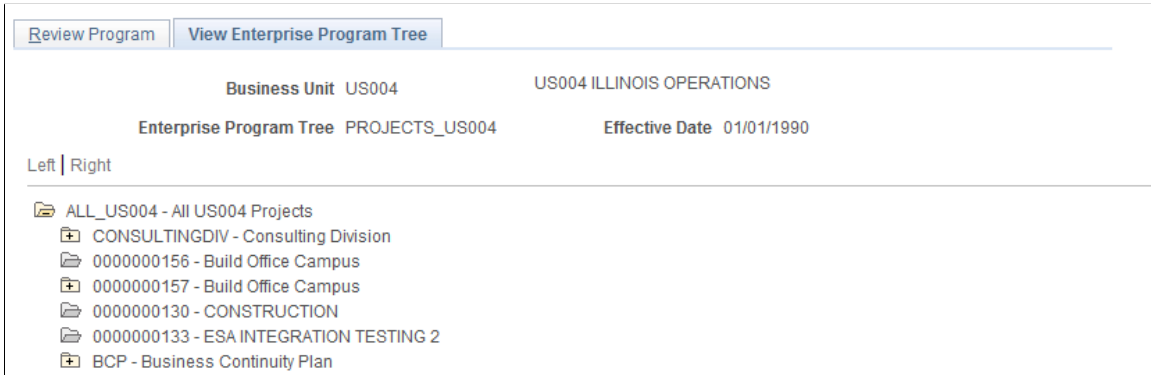 Review Program View Enterprise Program Tree
Business Unit US004 US004 ILLINOIS OPERATIONS
Enterprise Program Tree PROJECTS_US004 Effective Date 01/01/1990
Left | Right
ALL_US004 - All US004 Projects
CONSULTINGDIV - Consulting Division
0000000156 - Build Office Campus
0000000157 - Build Office Campus
0000000130 - CONSTRUCTION
0000000133 - ESA INTEGRATION TESTING 2
BCP - Business Continuity Plan